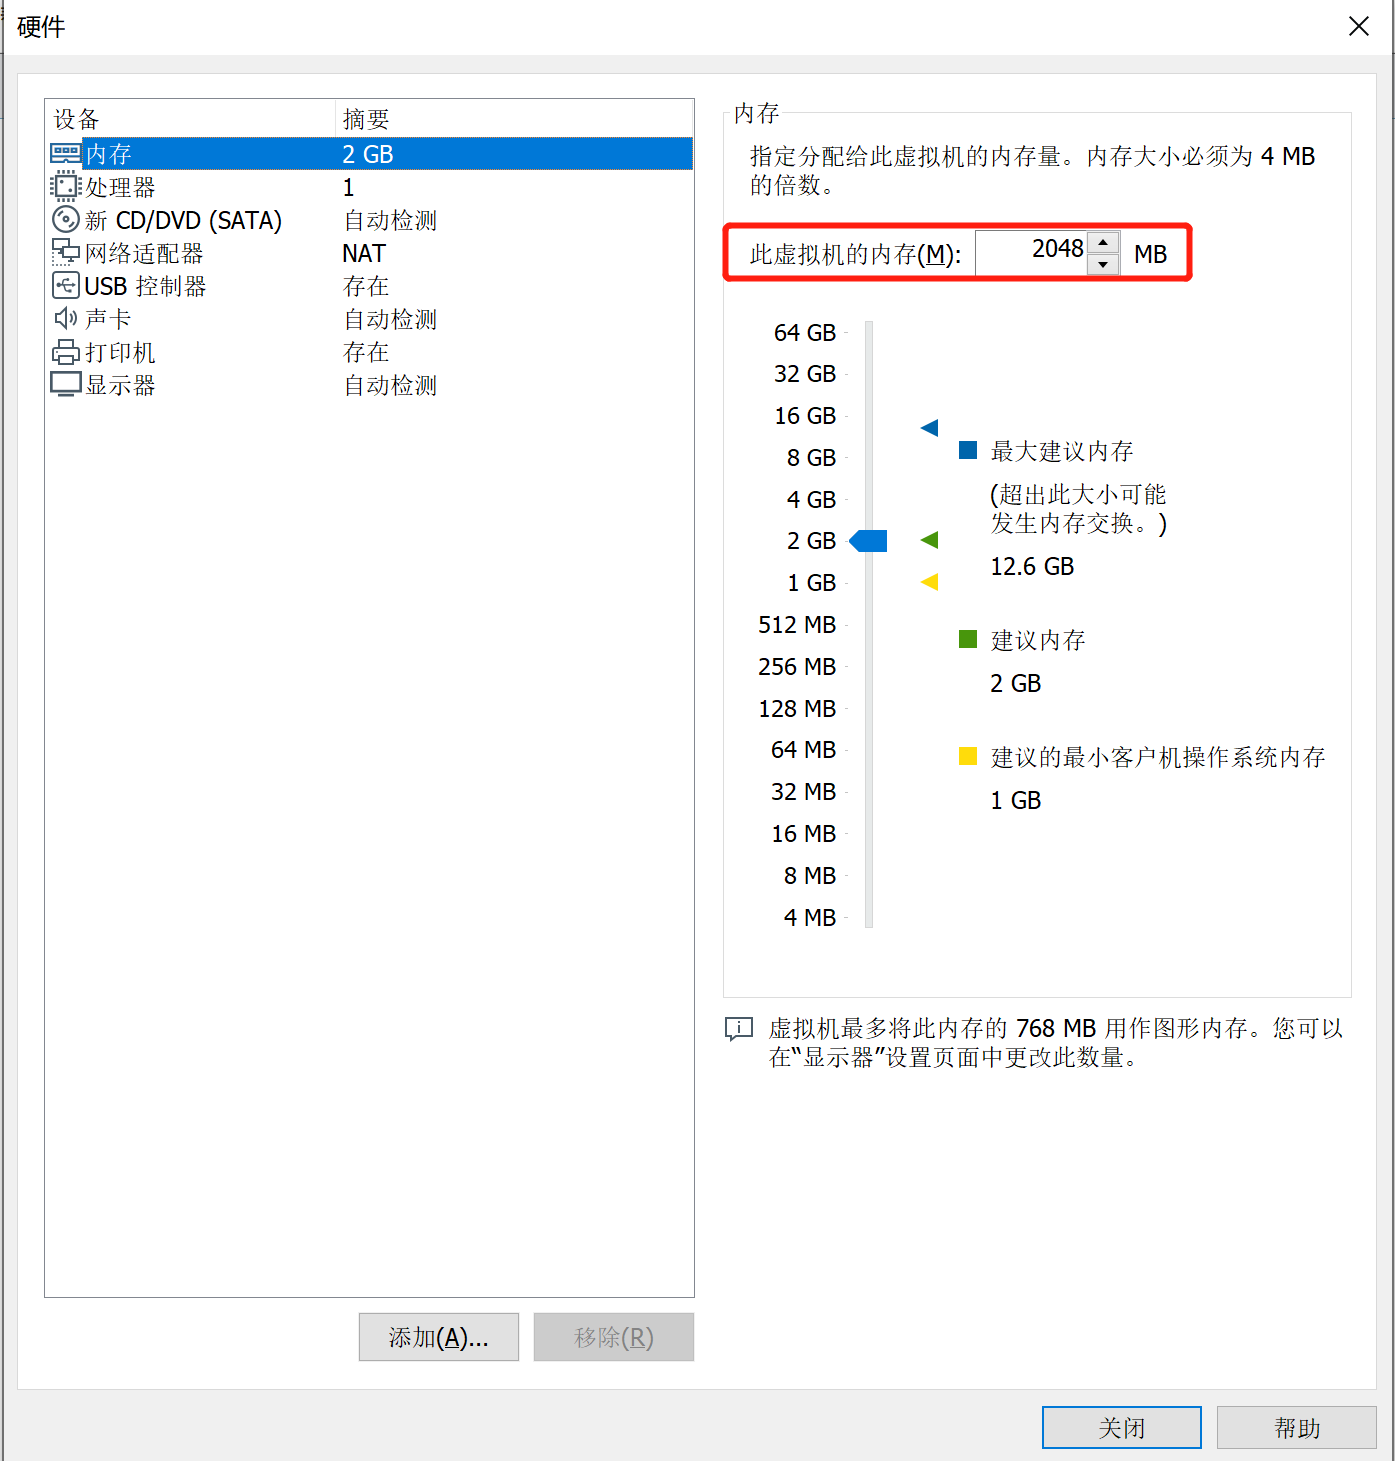 硬件
设备 摘要
内存 2 GB
处理器 1
新 CD/DVD (SATA) 自动检测
网络适配器 NAT
USB 控制器 存在
声卡 自动检测
打印机 存在
显示器 自动检测
添加(A)...
移除(R)
内存
指定分配给此虚拟机的内存量。内存大小必须为 4 MB
的倍数。
此虚拟机的内存(M): 2048 MB
64 GB
32 GB
16 GB
8 GB
4 GB
2 GB
1 GB
512 MB
256 MB
128 MB
64 MB
32 MB
16 MB
8 MB
4 MB
最大建议内存
(超出此大小可能
发生内存交换。)
12.6 GB
建议内存
2 GB
建议的最小客户机操作系统内存
1 GB
虚拟机最多将此内存的 768 MB 用作图形内存。您可以
在“显示器”设置页面中更改此数量。
关闭
帮助